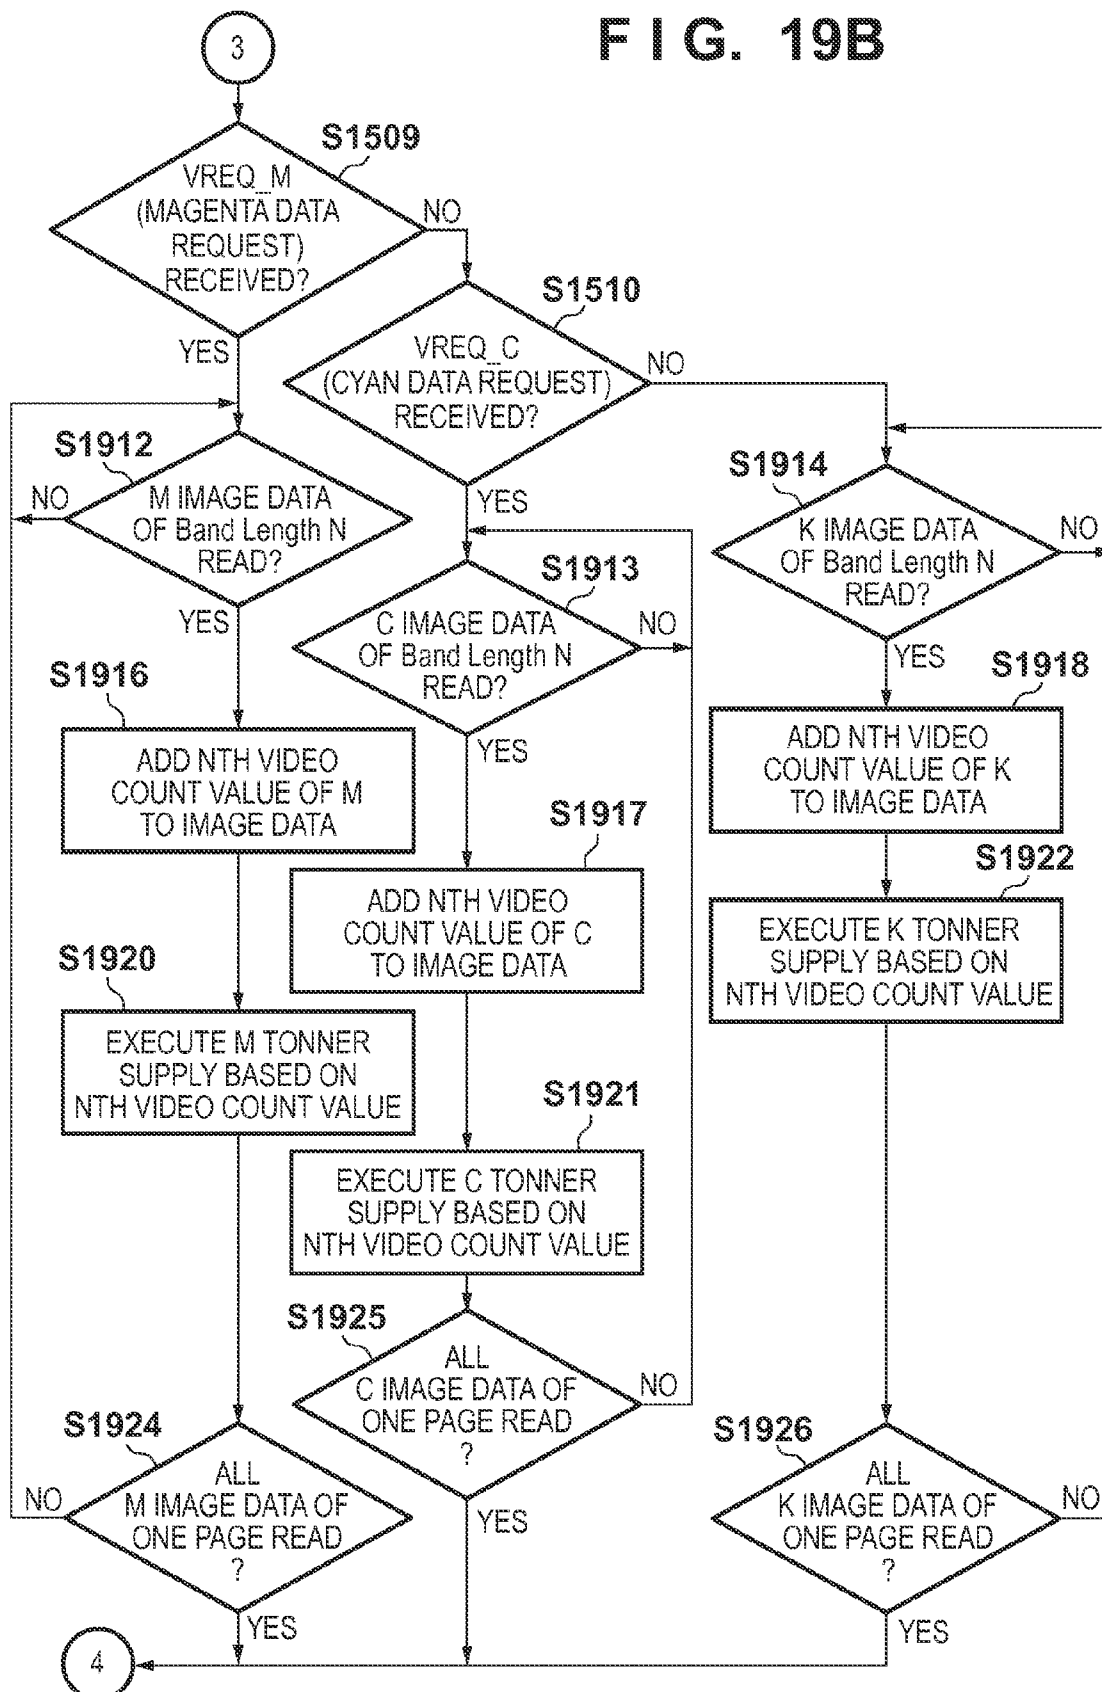 FIG. 19B
3
S1509
VREQ_M
(MAGENTA DATA
REQUEST)
RECEIVED?
NO
YES
S1510
VREQ_C
(CYAN DATA REQUEST)
RECEIVED?
NO
YES
S1912
M IMAGE DATA
OF Band Length N
READ?
NO
YES
S1914
K IMAGE DATA
OF Band Length N
READ?
NO
YES
S1913
C IMAGE DATA
OF Band Length N
READ?
NO
YES
S1916
ADD NTH VIDEO
COUNT VALUE OF M
TO IMAGE DATA
S1918
ADD NTH VIDEO
COUNT VALUE OF K
TO IMAGE DATA
S1917
ADD NTH VIDEO
COUNT VALUE OF C
TO IMAGE DATA
S1922
EXECUTE K TONNER
SUPPLY BASED ON
NTH VIDEO COUNT VALUE
S1920
EXECUTE M TONNER
SUPPLY BASED ON
NTH VIDEO COUNT VALUE
S1921
EXECUTE C TONNER
SUPPLY BASED ON
NTH VIDEO COUNT VALUE
S1925
ALL
C IMAGE DATA OF
ONE PAGE READ
?
NO
YES
S1924
ALL
M IMAGE DATA OF
ONE PAGE READ
?
NO
YES
S1926
ALL
K IMAGE DATA OF
ONE PAGE READ
?
NO
YES
4